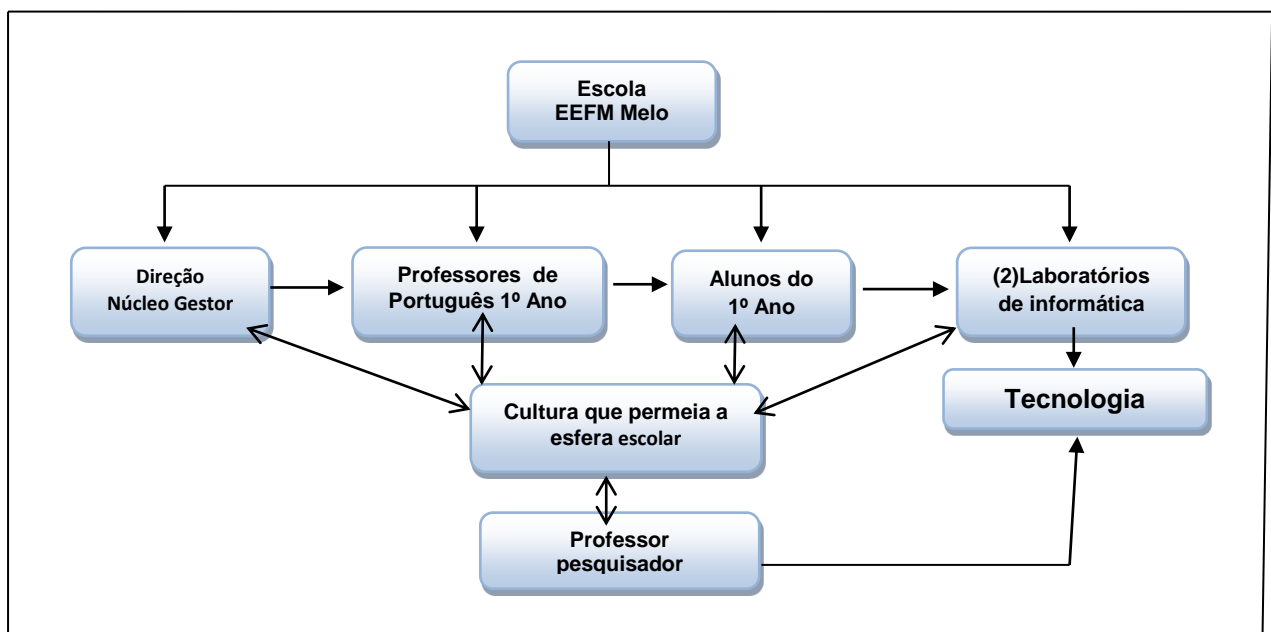 Escola
EEFM Melo
Direção
Núcleo Gestor
Professores de
Português 1º Ano
Alunos do
1º Ano
(2)Laboratórios
de informática
Tecnologia
Cultura que permeia a
esfera escolar
Professor
pesquisador